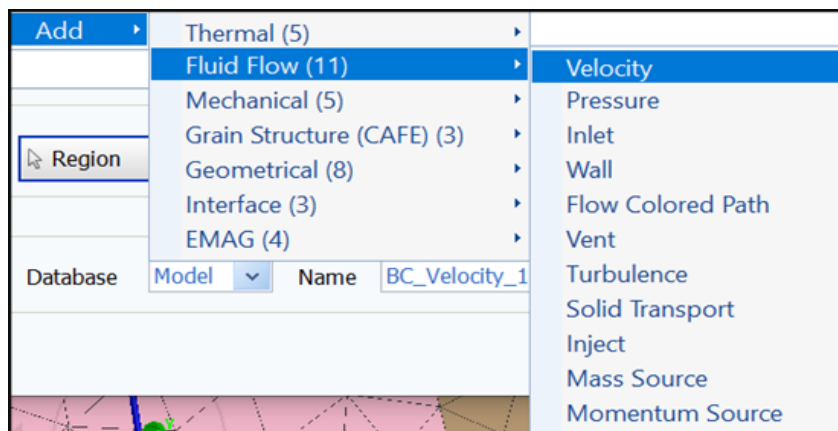 Add
Thermal (5)
Fluid Flow (11)
Mechanical (5)
Grain Structure (CAFE) (3)
Geometrical (8)
Interface (3)
EMAG (4)
Velocity
Pressure
Inlet
Wall
Flow Colored Path
Vent
Turbulence
Solid Transport
Inject
Mass Source
Momentum Source
Region
Database Model Name BC_Velocity_1